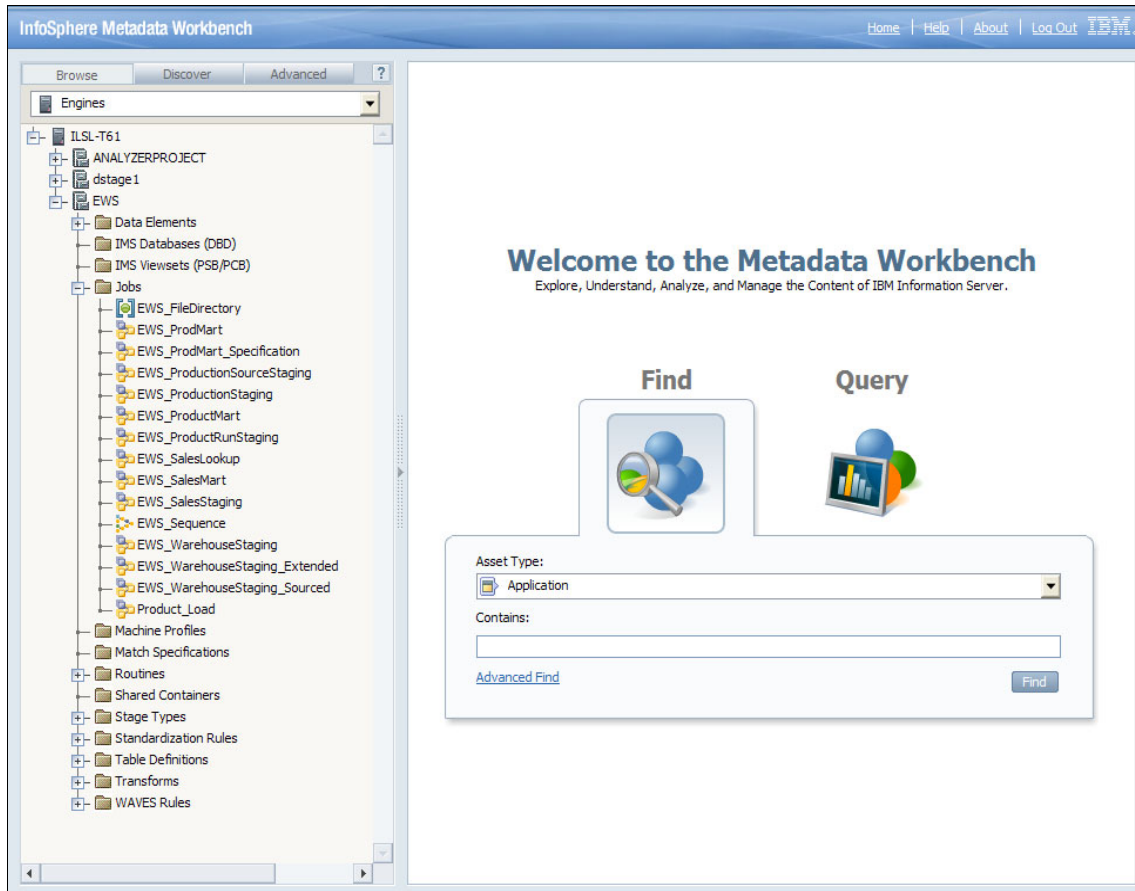 InfoSphere Metadata Workbench
Home | Help | About | Log Out IBM.
Browse Discover Advanced ?
Engines
ILSL-T61
ANALYZERPROJECT
dstage1
EWS
Data Elements
IMS Databases (DBD)
IMS Viewsets (PSB/PCB)
Jobs
EWS_FileDirectory
EWS_ProdMart
EWS_ProdMart_Specification
EWS_ProductionSourceStaging
EWS_ProductionStaging
EWS_ProductMart
EWS_ProductRunStaging
EWS_SalesLookup
EWS_SalesMart
EWS_SalesStaging
EWS_Sequence
EWS_WarehouseStaging
EWS_WarehouseStaging_Extended
EWS_WarehouseStaging_Sourced
Product_Load
Machine Profiles
Match Specifications
Routines
Shared Containers
Stage Types
Standardization Rules
Table Definitions
Transforms
WAVES Rules
Welcome to the Metadata Workbench
Explore, Understand, Analyze, and Manage the Content of IBM Information Server.
Find Query
Asset Type:
Application
Contains:
Advanced Find Find